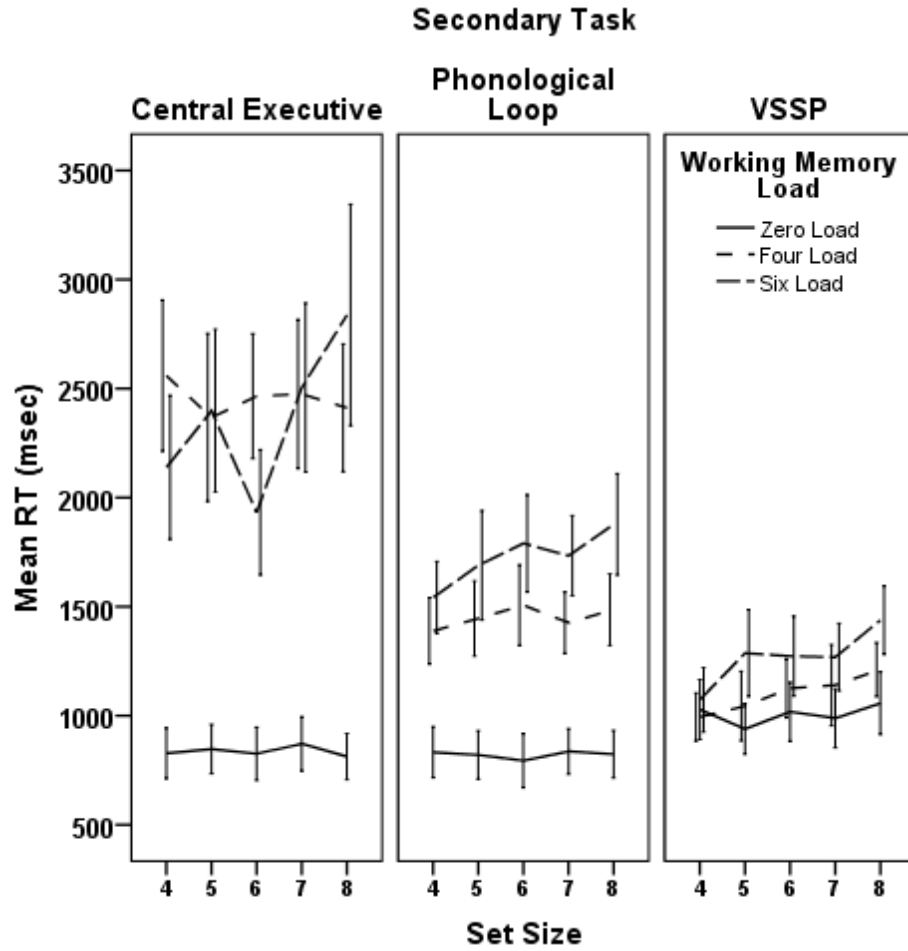 Secondary Task
Central Executive
Phonological
Loop
VSSP
Working Memory
Load
Zero Load
Four Load
Six Load
Mean RT (msec)
3500
3000
2500
2000
1500
1000
500
4 5 6 7 8
4 5 6 7 8
4 5 6 7 8
Set Size